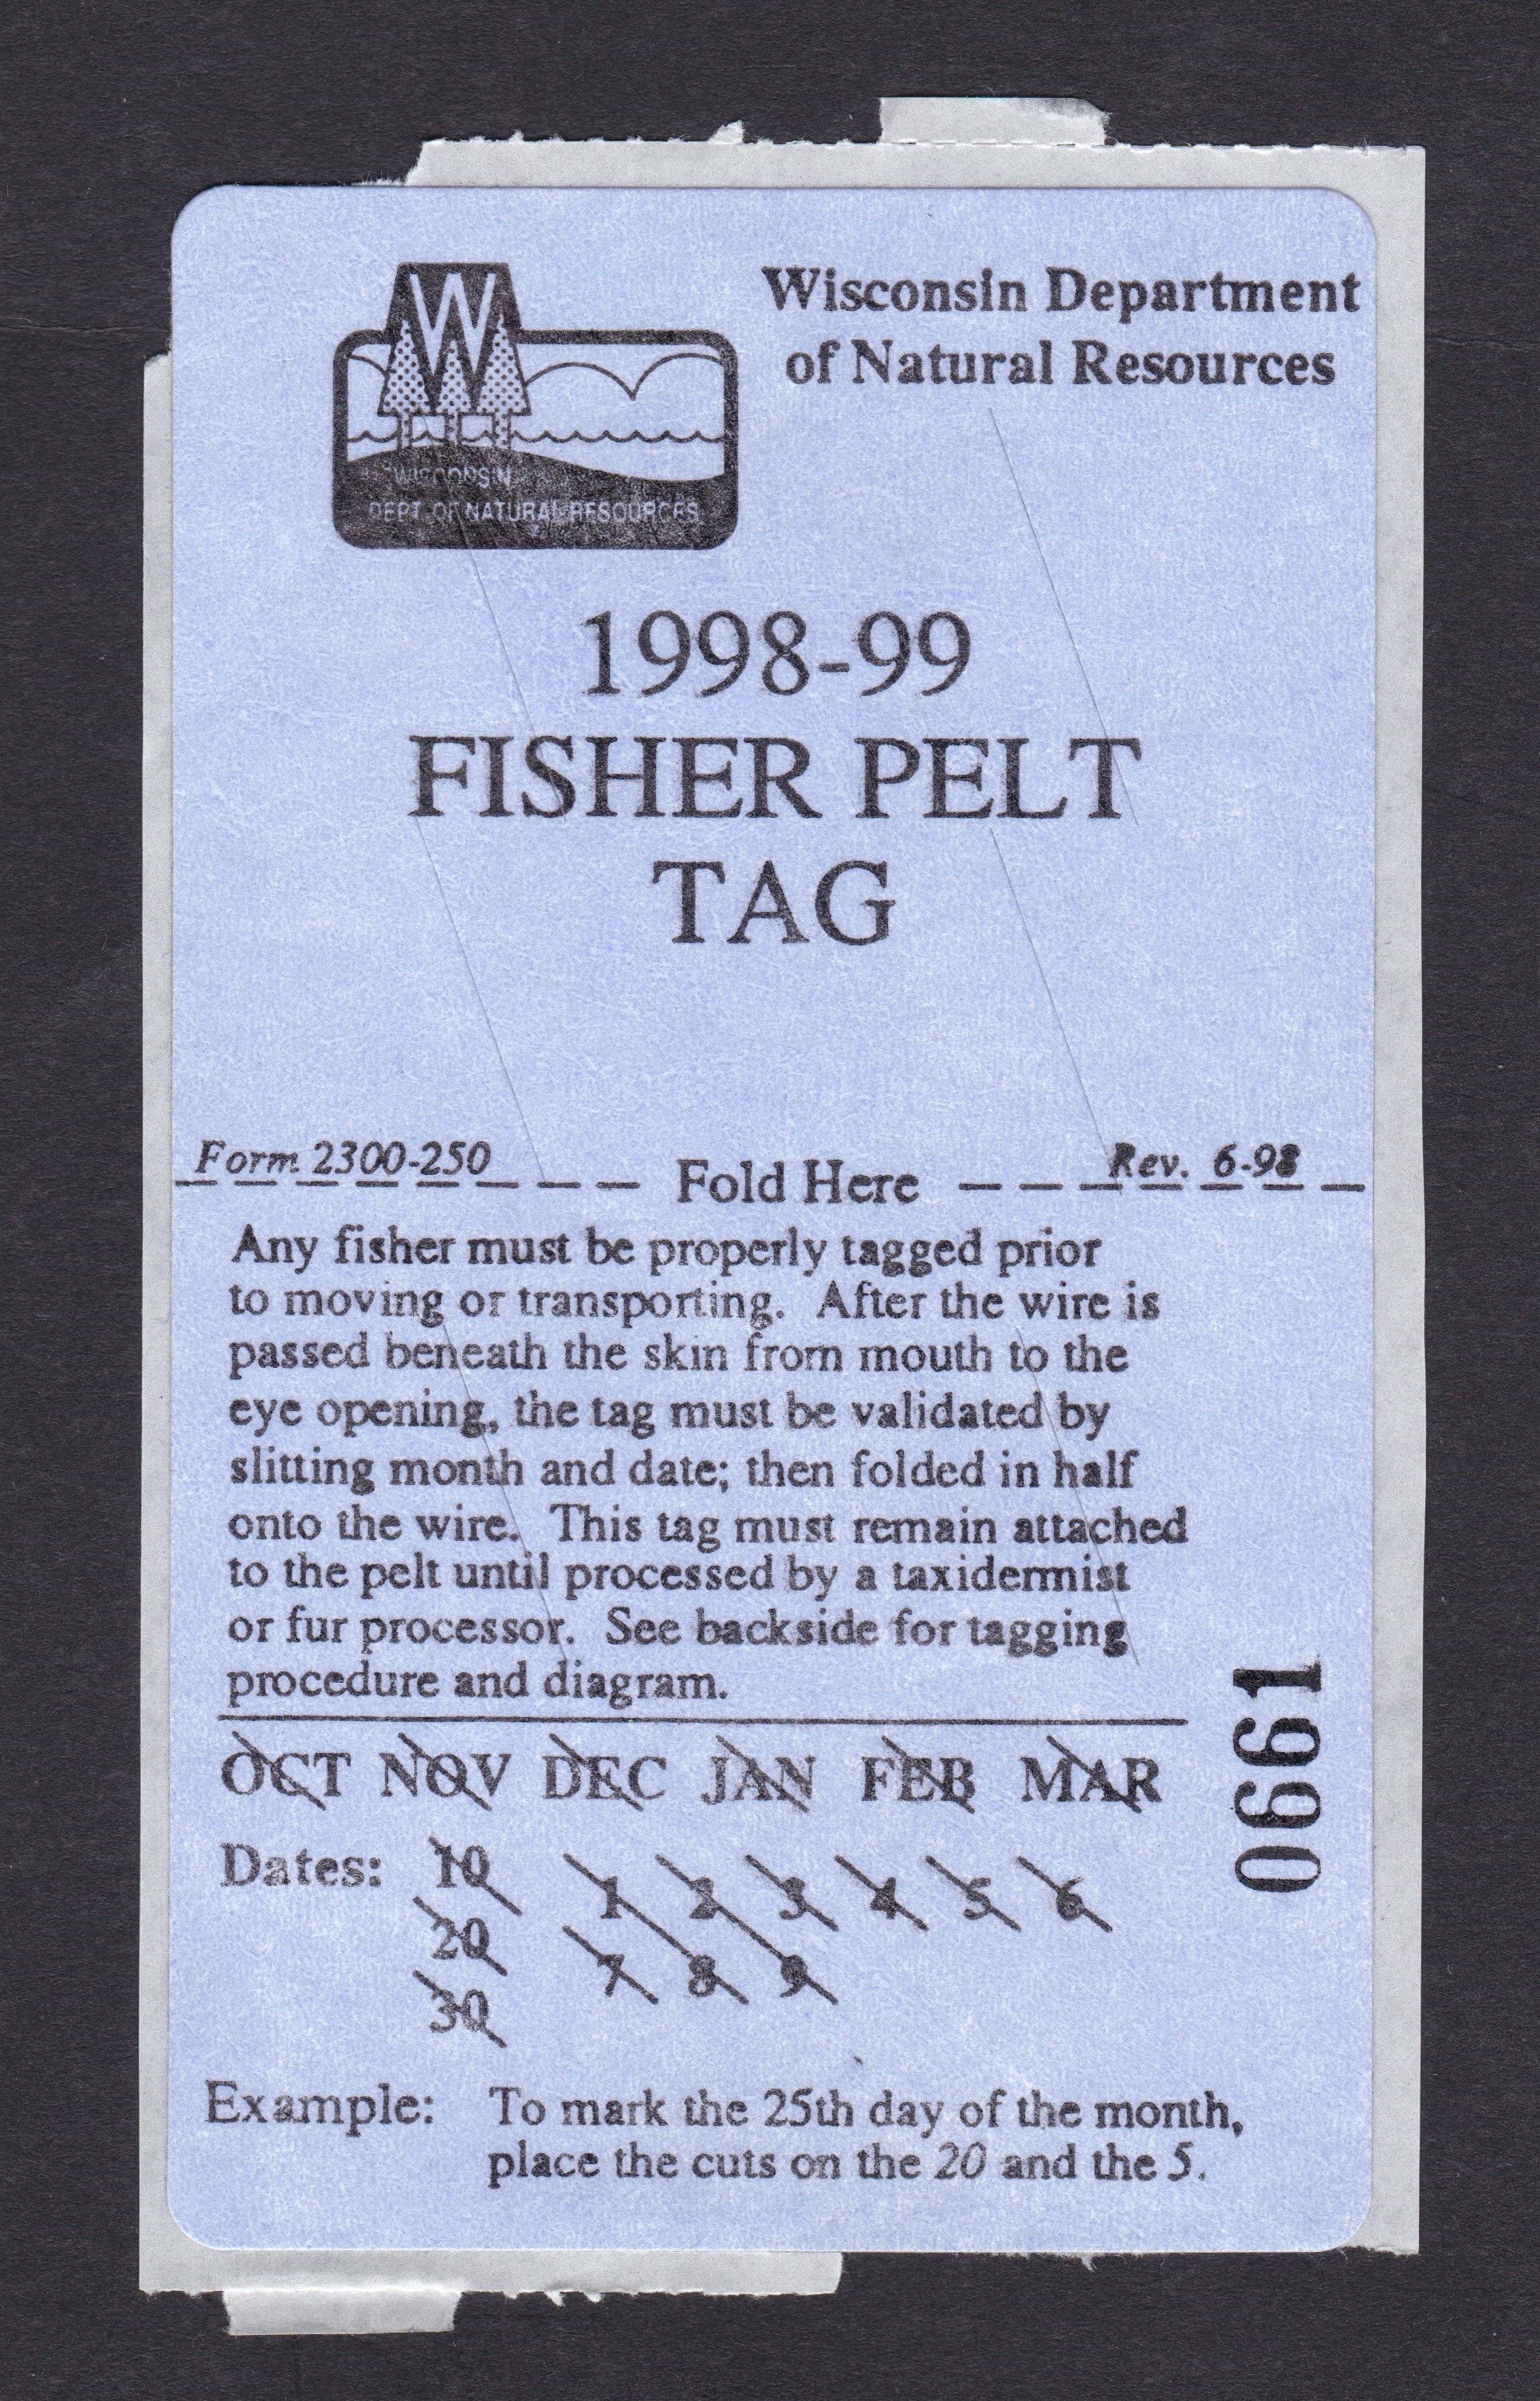 W
WISCONSIN
DEPT. OF NATURAL RESOURCES
Wisconsin Department
of Natural Resources
1998-99
FISHER PELT
TAG
Form 2300-250
Rev. 6-98
Fold Here
Any fisher must be properly tagged prior
to moving or transporting. After the wire is
passed beneath the skin from mouth to the
eye opening, the tag must be validated by
slitting month and date; then folded in half
onto the wire. This tag must remain attached
to the pelt until processed by a taxidermist
or fur processor. See backside for tagging
procedure and diagram.
OCT NOV DEC JAN FEB MAR
Dates: 10 1 2 3 4 5 6
20 7 8 9
30
0661
Example: To mark the 25th day of the month,
place the cuts on the 20 and the 5.